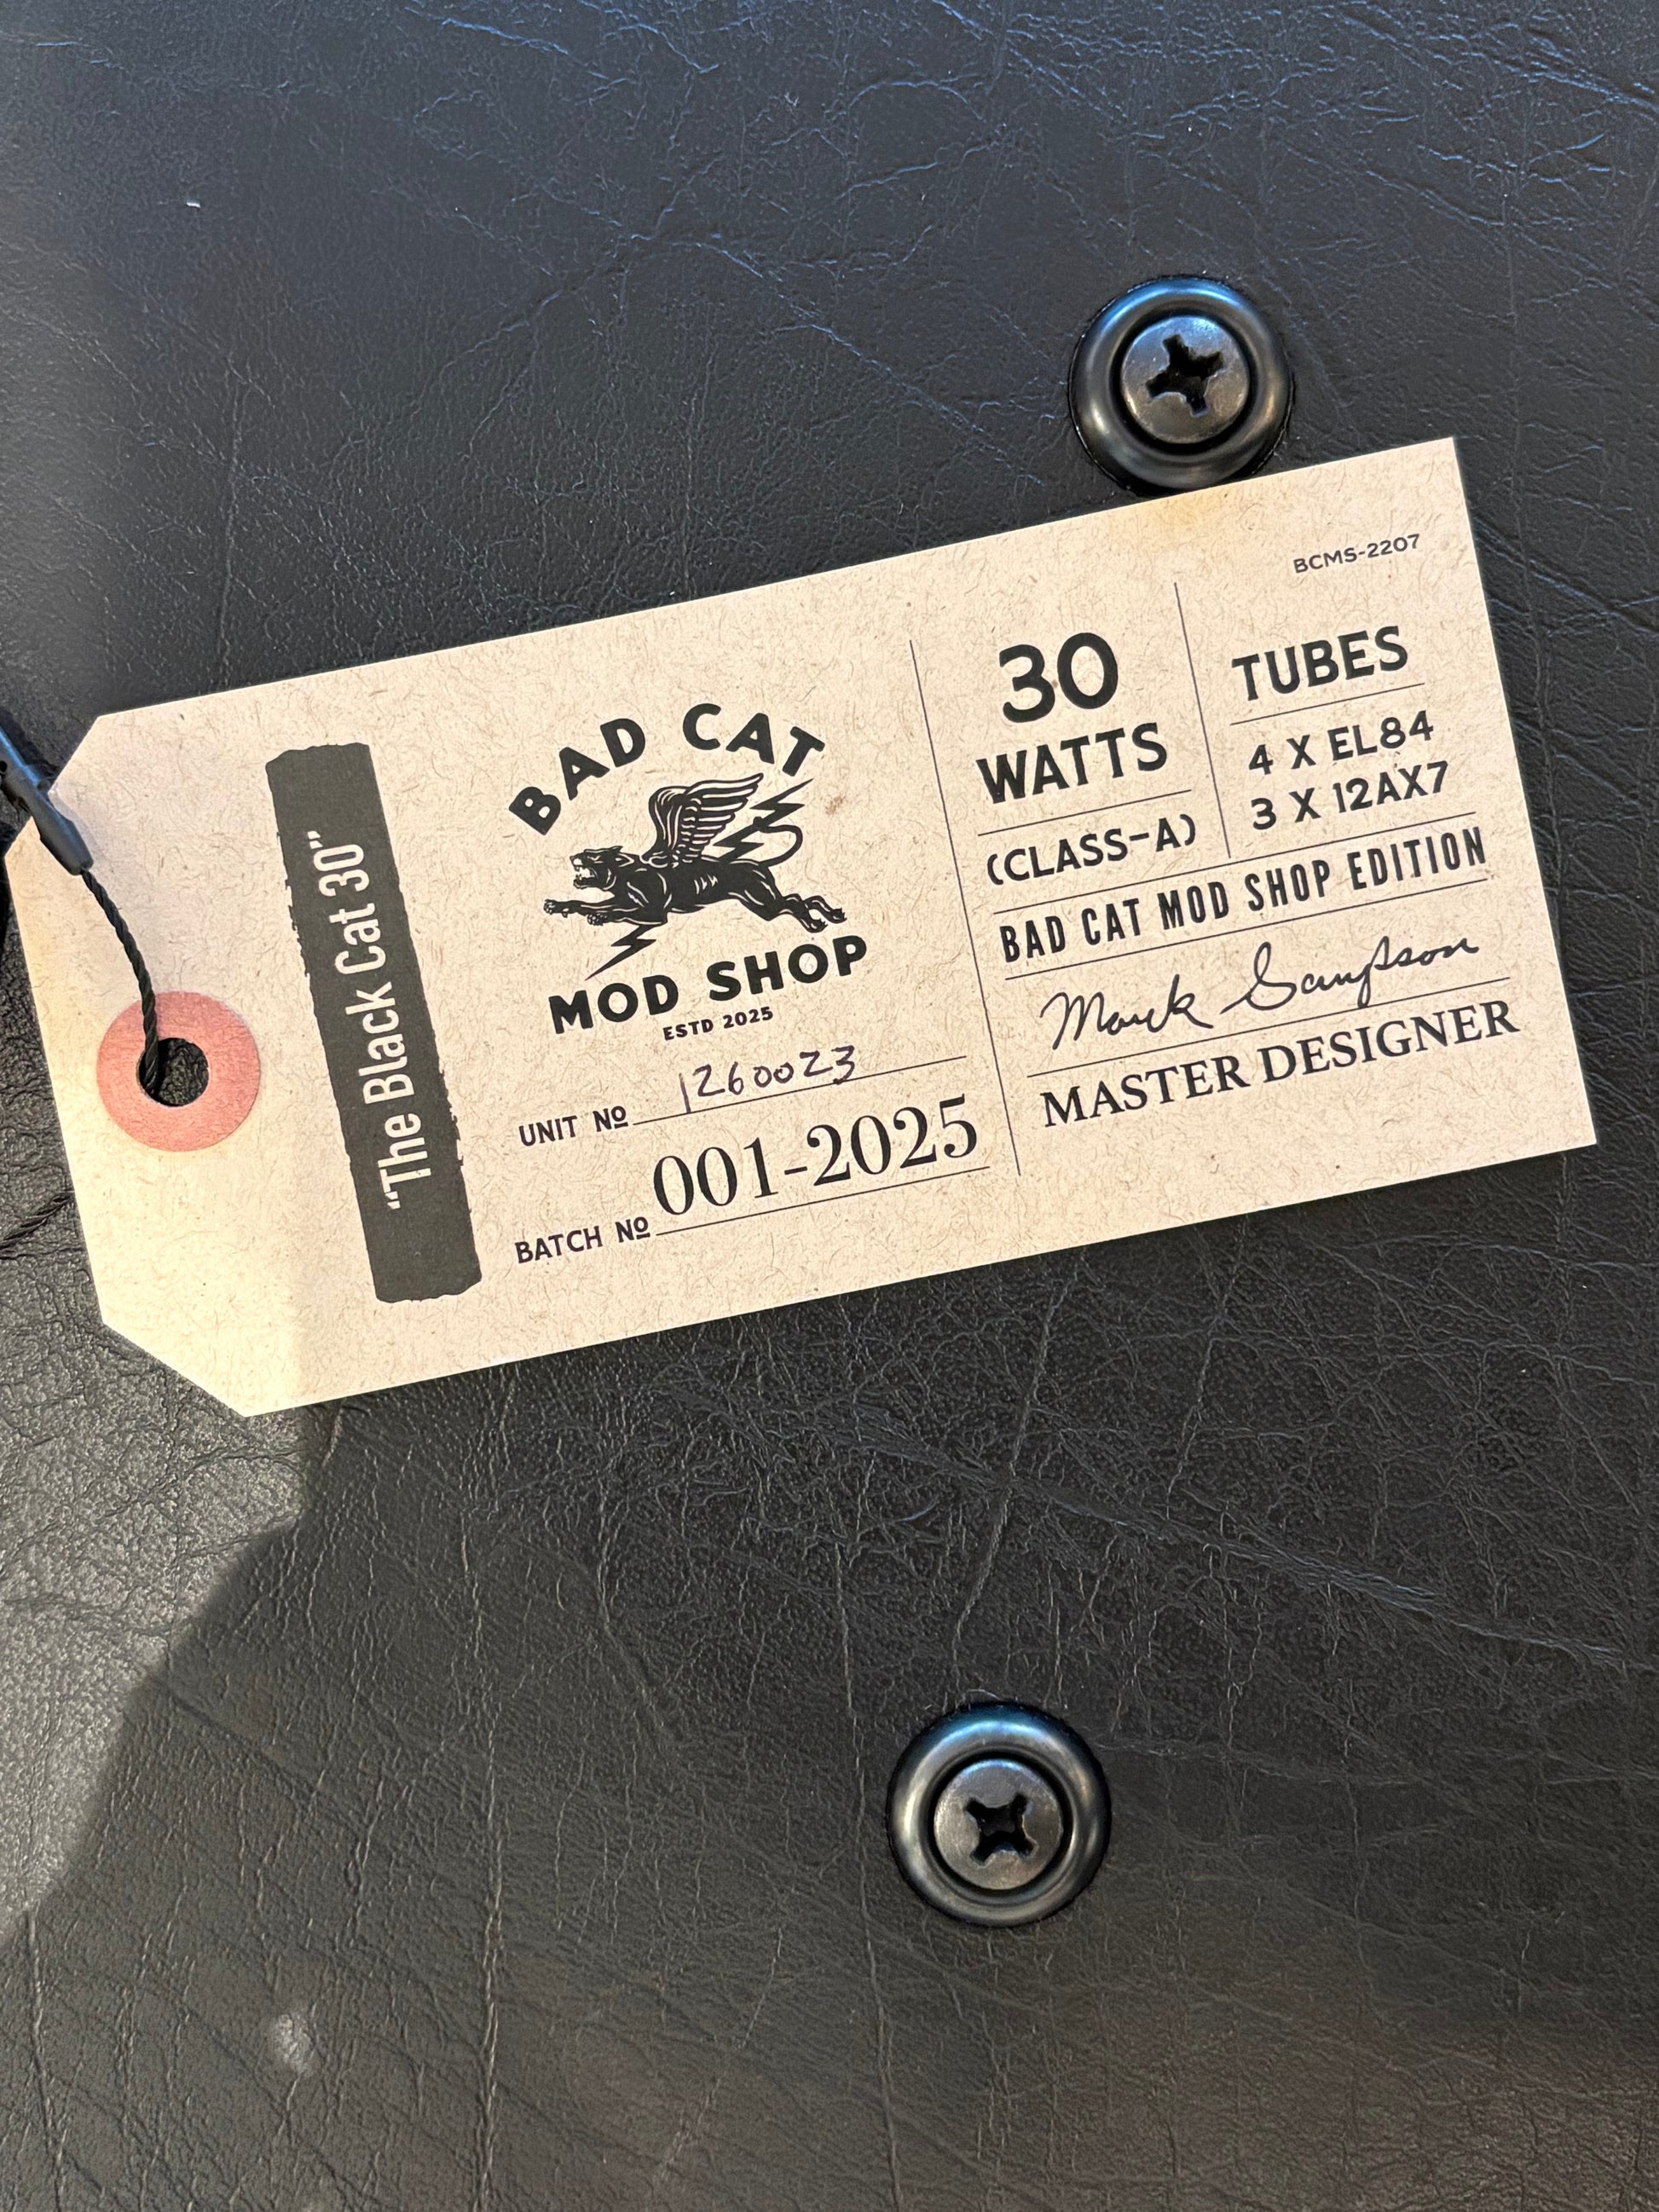 "The Black Cat 30"
BAD CAT
MOD SHOP
ESTD 2025
UNIT Nº 1260023
BATCH Nº 001-2025
BCMS-2207
30
WATTS
(CLASS-A)
TUBES
4 X EL84
3 X 12AX7
BAD CAT MOD SHOP EDITION
Mark Sampson
MASTER DESIGNER